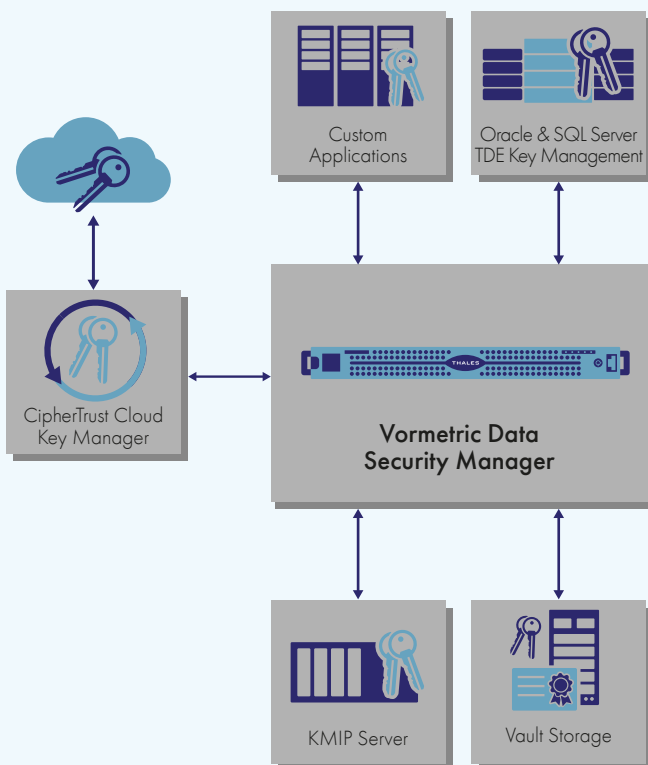 Custom
Applications
Oracle & SQL Server
TDE Key Management
CipherTrust Cloud
Key Manager
THALES
Vormetric Data
Security Manager
KMIP Server
Vault Storage